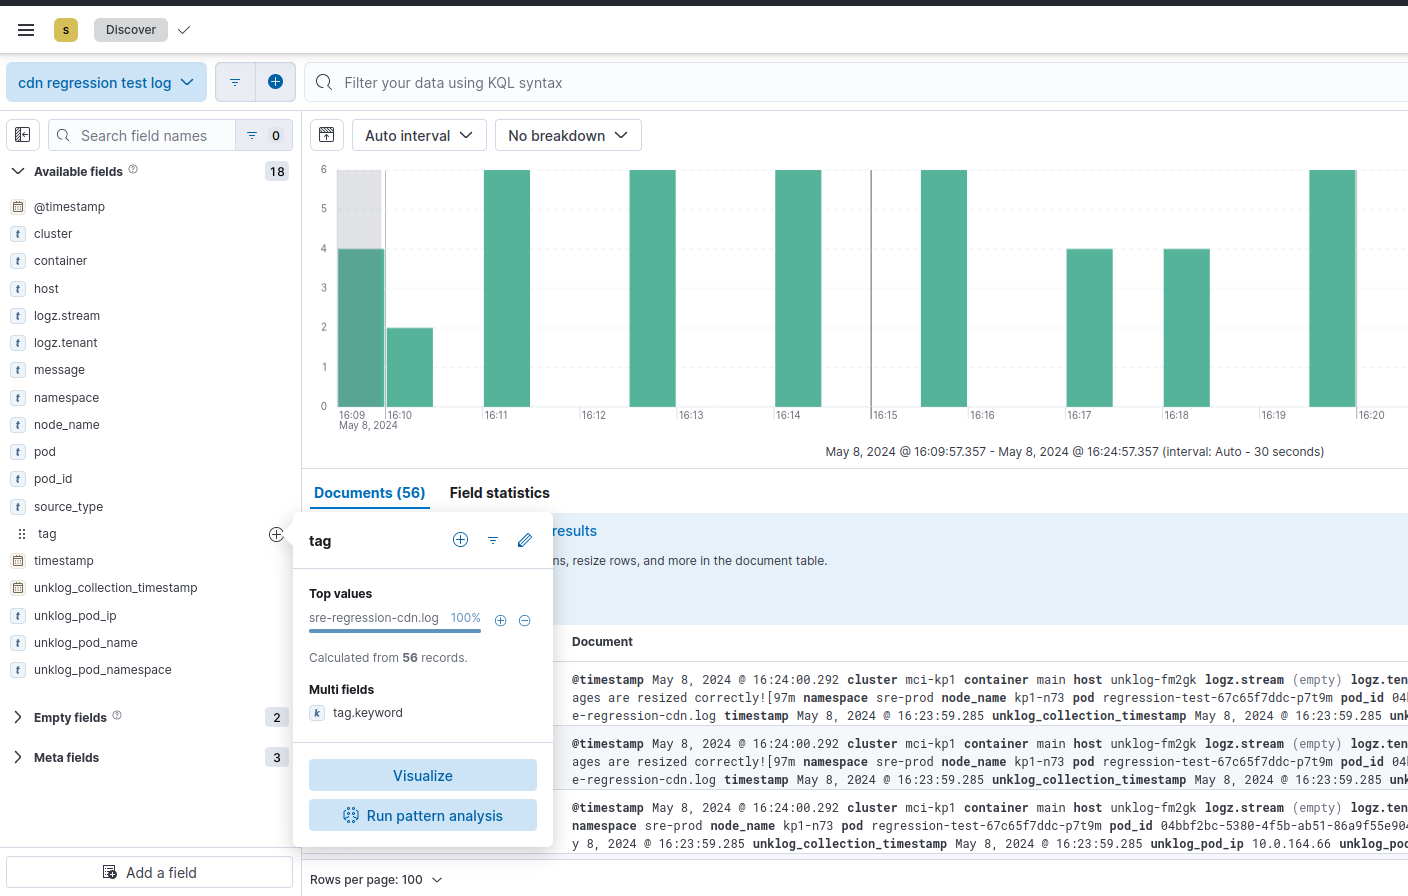 s
Discover
cdn regression test log
Filter your data using KQL syntax
Search field names
0
Auto interval
No breakdown
Available fields
18
@timestamp
cluster
container
host
logz.stream
logz.tenant
message
namespace
node_name
pod
pod_id
source_type
tag
timestamp
unklog_collection_timestamp
unklog_pod_ip
unklog_pod_name
unklog_pod_namespace
Empty fields
2
Meta fields
3
Add a field
6
5
4
3
2
1
0
16:09 16:10 16:11 16:12 16:13 16:14 16:15 16:16 16:17 16:18 16:19 16:20
May 8, 2024
May 8, 2024 @ 16:09:57.357 - May 8, 2024 @ 16:24:57.357 (interval: Auto - 30 seconds)
Documents (56)
Field statistics
tag
Top values
sre-regression-cdn.log 100%
Calculated from 56 records.
Multi fields
k tag.keyword
Visualize
Run pattern analysis
results
ns, resize rows, and more in the document table.
Document
@timestamp May 8, 2024 @ 16:24:00.292 cluster mci-kp1 container main host unklog-fm2gk logz.stream (empty) logz.ten
ages are resized correctly![97m namespace sre-prod node_name kp1-n73 pod regression-test-67c65f7ddc-p7t9m pod_id 04
e-regression-cdn.log timestamp May 8, 2024 @ 16:23:59.285 unklog_collection_timestamp May 8, 2024 @ 16:23:59.285 unk
@timestamp May 8, 2024 @ 16:24:00.292 cluster mci-kp1 container main host unklog-fm2gk logz.stream (empty) logz.ten
ages are resized correctly![97m namespace sre-prod node_name kp1-n73 pod regression-test-67c65f7ddc-p7t9m pod_id 04
e-regression-cdn.log timestamp May 8, 2024 @ 16:23:59.285 unklog_collection_timestamp May 8, 2024 @ 16:23:59.285 unk
@timestamp May 8, 2024 @ 16:24:00.292 cluster mci-kp1 container main host unklog-fm2gk logz.stream (empty) logz.ten
namespace sre-prod node_name kp1-n73 pod regression-test-67c65f7ddc-p7t9m pod_id 04bbf2bc-5380-4f5b-ab51-86a9f55e90
y 8, 2024 @ 16:23:59.285 unklog_collection_timestamp May 8, 2024 @ 16:23:59.285 unklog_pod_ip 10.0.164.66 unklog_po
Rows per page: 100